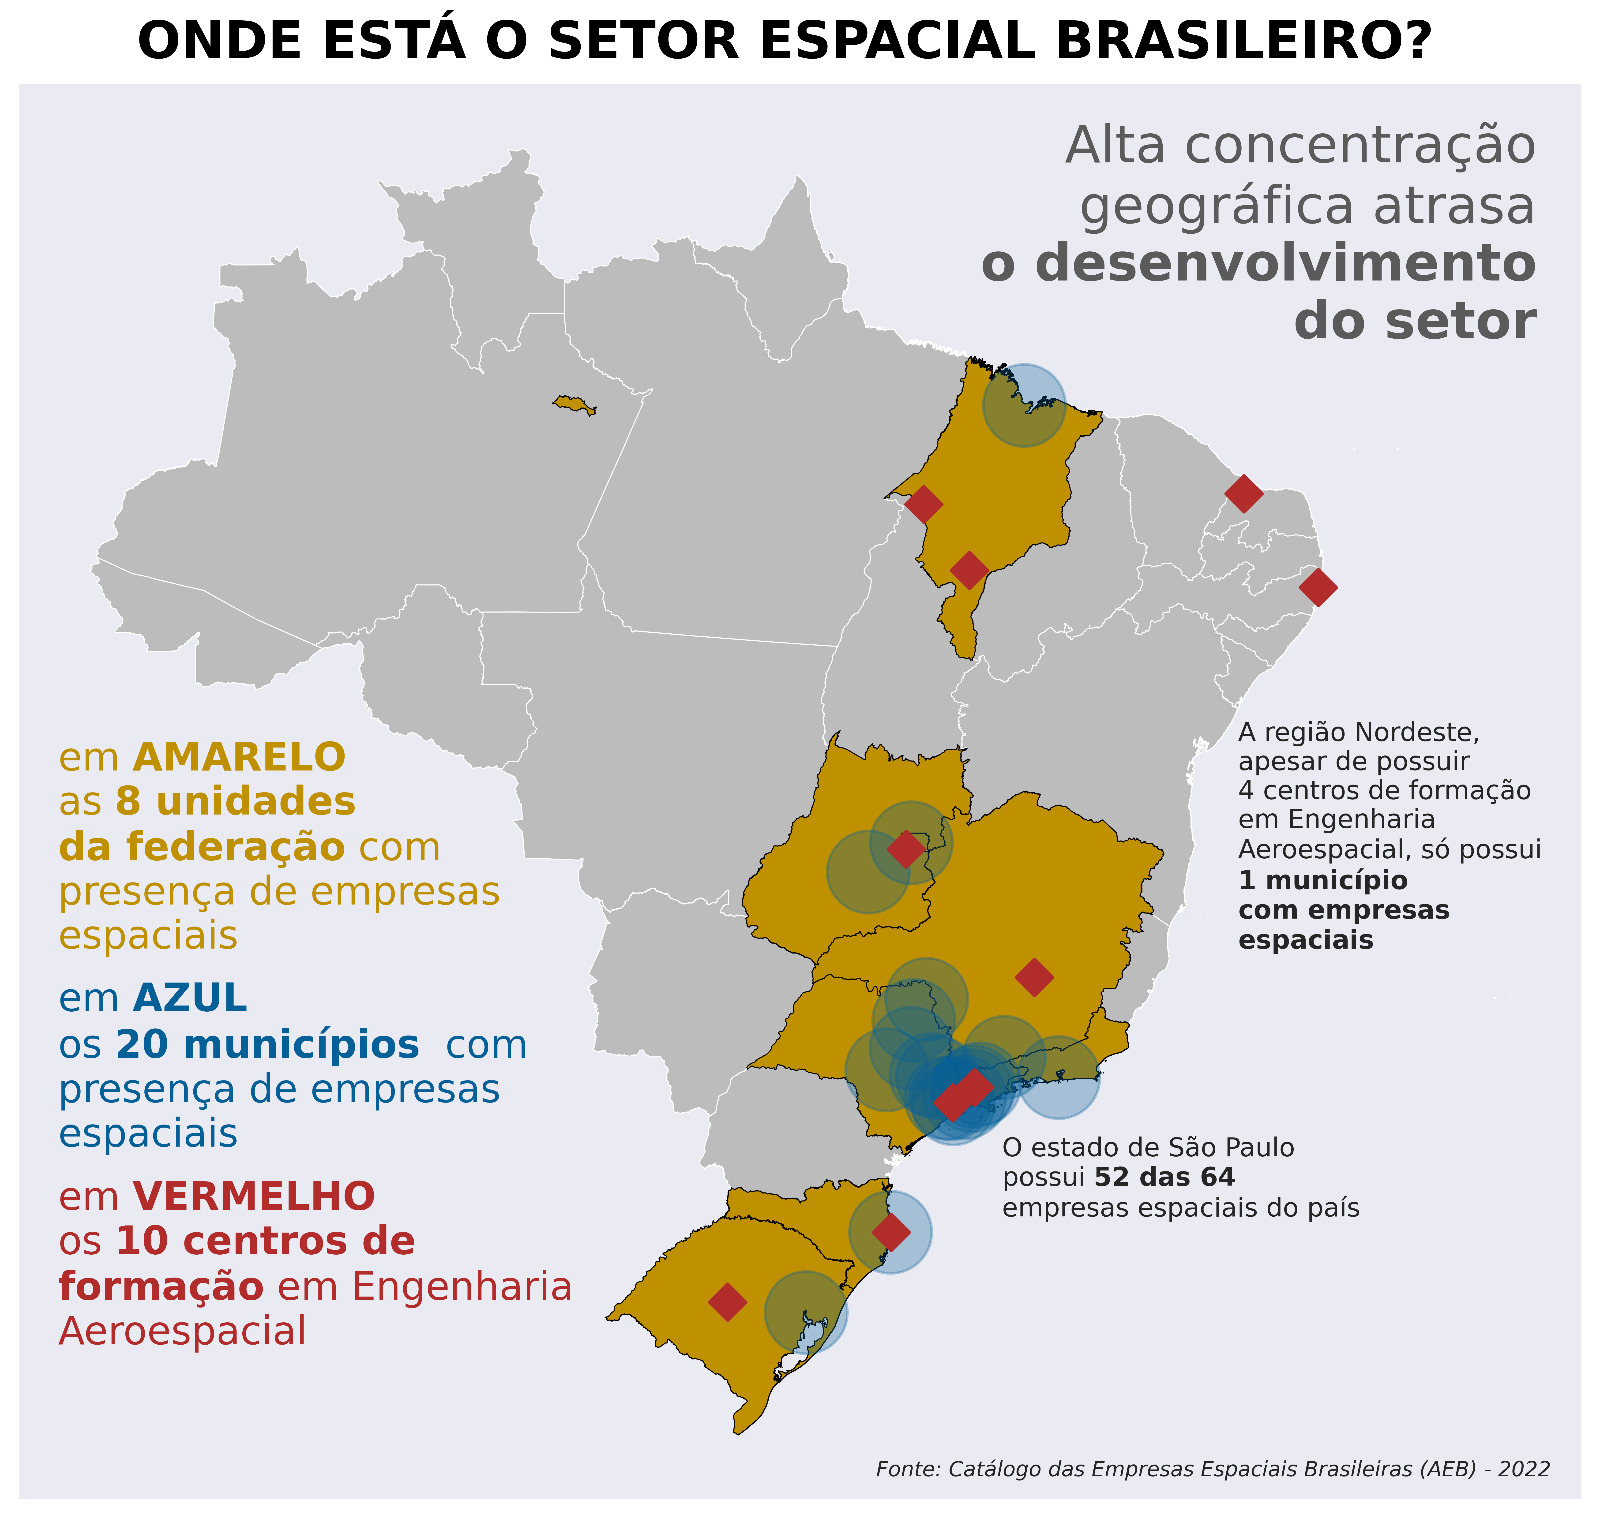 ONDE ESTÁ O SETOR ESPACIAL BRASILEIRO?
Alta concentração
geográfica atrasa
o desenvolvimento
do setor
em AMARELO
as 8 unidades
da federação com
presença de empresas
espaciais
em AZUL
os 20 municípios com
presença de empresas
espaciais
em VERMELHO
os 10 centros de
formação em Engenharia
Aeroespacial
A região Nordeste,
apesar de possuir
4 centros de formação
em Engenharia
Aeroespacial, só possui
1 município
com empresas
espaciais
O estado de São Paulo
possui 52 das 64
empresas espaciais do país
Fonte: Catálogo das Empresas Espaciais Brasileiras (AEB) - 2022